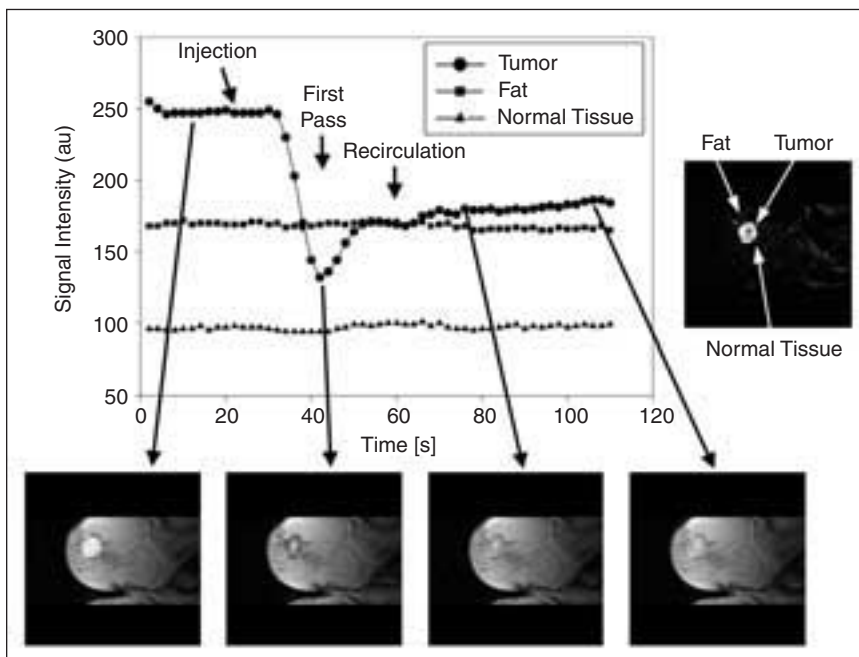 300
250
200
150
100
50
Signal Intensity (au)
Injection
First
Pass
Recirculation
Tumor
Fat
Normal Tissue
0
20
40
60
80
100
120
Time [s]
Fat
Tumor
Normal Tissue